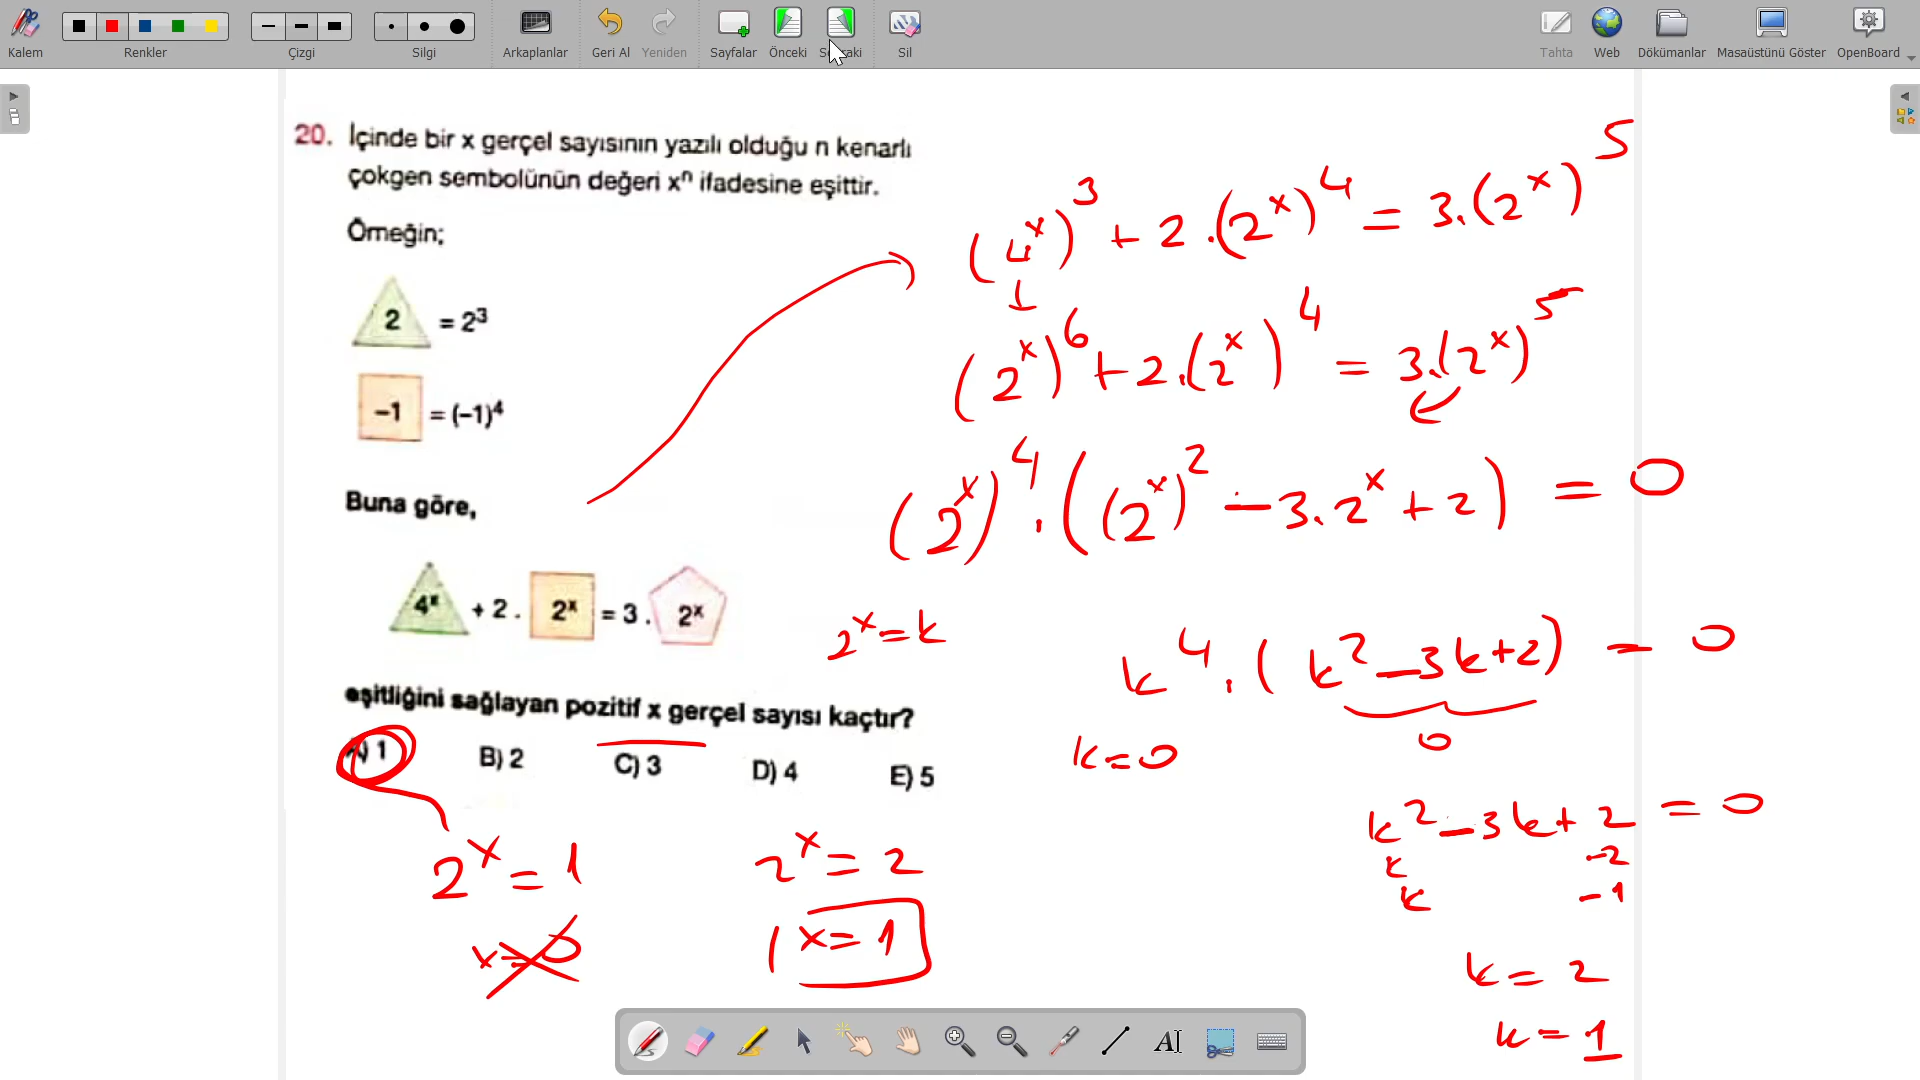 Kalem Renkler Çizgi Silgi Arkaplanlar Geri Al Yeniden Sayfalar Önceki Sil Tahta Web Dökümanlar Masaüstünü Göster OpenBoard
20. İçinde bir x gerçel sayısının yazılı olduğu n kenarlı
çokgen sembolünün değeri xⁿ ifadesine eşittir.
Örneğin;
2 = 2³
−1 = (−1)⁴
Buna göre,
4ˣ + 2 . 2ˣ = 3 . 2ˣ
eşitliğini sağlayan pozitif x gerçel sayısı kaçtır?
A) 1 B) 2 C) 3 D) 4 E) 5
(4ˣ)³ + 2 . (2ˣ)⁴ = 3 . (2ˣ)⁵
(2ˣ)⁶ + 2 . (2ˣ)⁴ = 3 . (2ˣ)⁵
(2ˣ)⁴ . ((2ˣ)² − 3 . 2ˣ + 2) = 0
2ˣ = k
k⁴ . (k² − 3k + 2) = 0
k = 0
0
k² − 3k + 2 = 0
k −2
k −1
k = 2
k = 1
2ˣ = 1
x = 0
2ˣ = 2
x = 1
AI